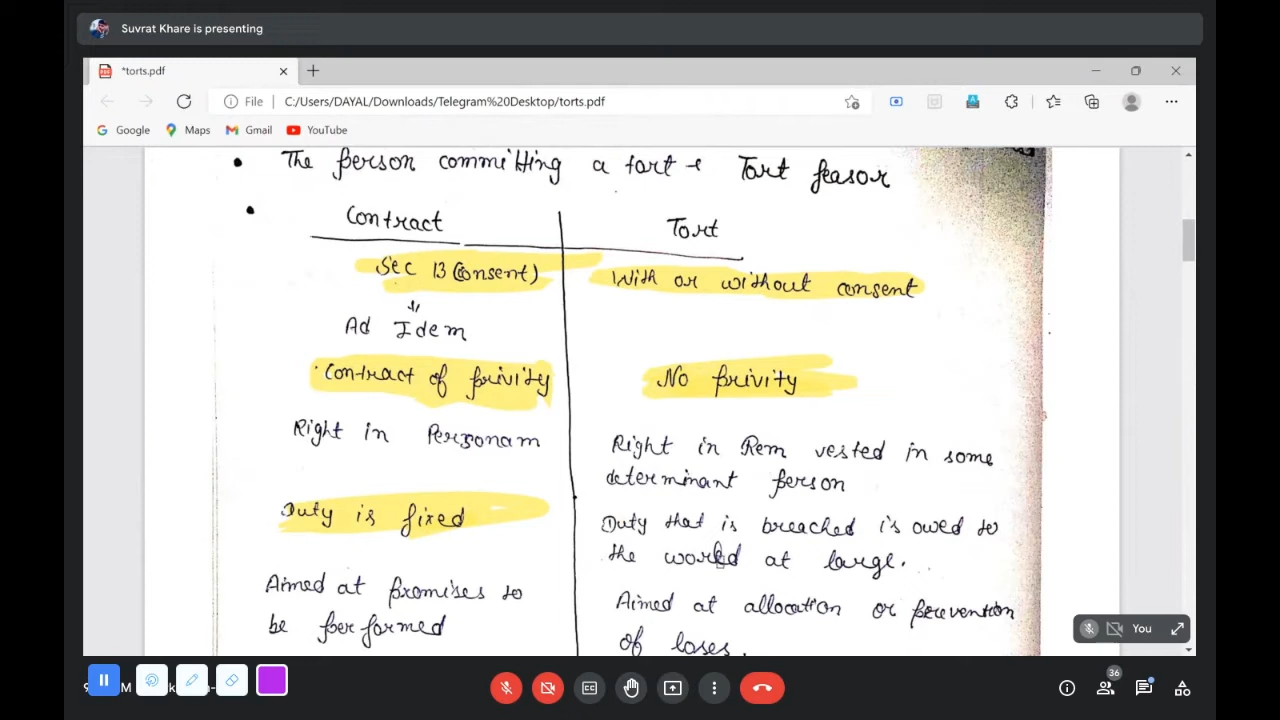 Suvrat Khare is presenting
*torts.pdf
File
C:/Users/DAYAL/Downloads/Telegram%20Desktop/torts.pdf
Google Maps Gmail YouTube
The person committing a tort → Tort feasor
Contract
Tort
Sec 13 (Consent)
With or without consent
Ad Idem
Contract of privity
No privity
Right in Personam
Right in Rem vested in some
determinant person
Duty is fixed
Duty that is breached is owed to
the world at large.
Aimed at promises to
be performed
Aimed at allocation or prevention
of loses.
You
36